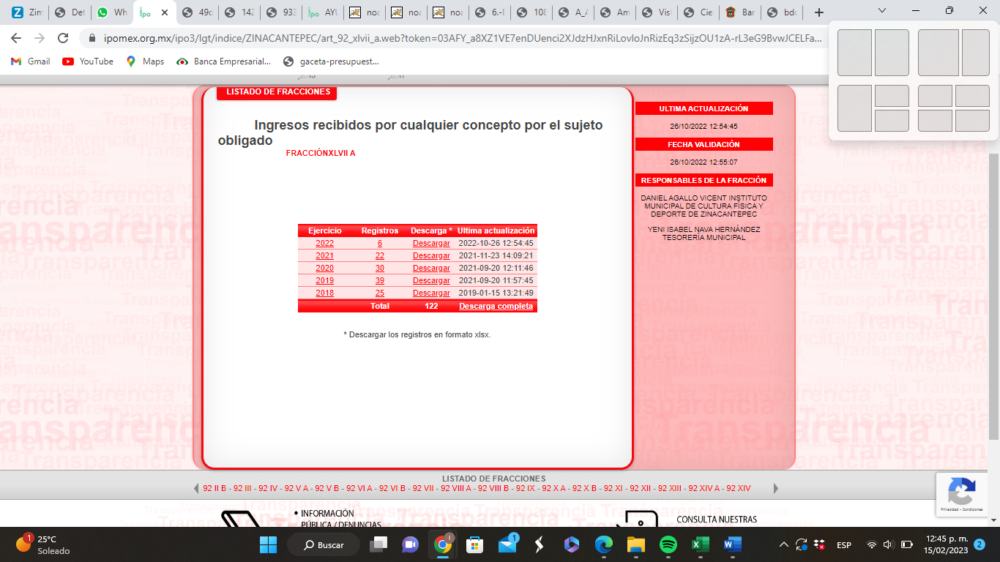 Zim
Det
Wh
49c
142
933
AYU
noa
noa
noa
6.-E
108
A_A
Am
Vis
Cie
Bar
bdc
ipomex.org.mx/ipo3/lgt/indice/ZINACANTEPEC/art_92_xlvii_a.web?token=03AFY_a8XZ1VE7enDUenci2XJdzHJxnRiLovIoJnRizEq3zSijzOU1zA-rL3eG9BvwJCELFa...
Gmail
YouTube
Maps
Banca Empresarial...
gaceta-presupuest...
LISTADO DE FRACCIONES
Ingresos recibidos por cualquier concepto por el sujeto
obligado
FRACCIÓNXLVII A
Ejercicio Registros Descarga * Ultima actualización
2022 6 Descargar 2022-10-26 12:54:45
2021 22 Descargar 2021-11-23 14:09:21
2020 30 Descargar 2021-09-20 12:11:46
2019 39 Descargar 2021-09-20 11:57:45
2018 25 Descargar 2019-01-15 13:21:49
Total 122 Descarga completa
* Descargar los registros en formato xlsx.
ULTIMA ACTUALIZACIÓN
26/10/2022 12:54:45
FECHA VALIDACIÓN
26/10/2022 12:55:07
RESPONSABLES DE LA FRACCIÓN
DANIEL AGALLO VICENT INSTITUTO
MUNICIPAL DE CULTURA FÍSICA Y
DEPORTE DE ZINACANTEPEC
YENI ISABEL NAVA HERNÁNDEZ
TESORERÍA MUNICIPAL
LISTADO DE FRACCIONES
92 II B - 92 III - 92 IV - 92 V A - 92 V B - 92 VI A - 92 VI B - 92 VII - 92 VIII A - 92 VIII B - 92 IX - 92 X A - 92 X B - 92 XI - 92 XII - 92 XIII - 92 XIV A - 92 XIV
• INFORMACIÓN
PÚBLICA / DENUNCIAS
CONSULTA NUESTRAS
Privacidad - Condiciones
1
25°C
Soleado
Buscar
1
ESP
12:45 p. m.
15/02/2023
2